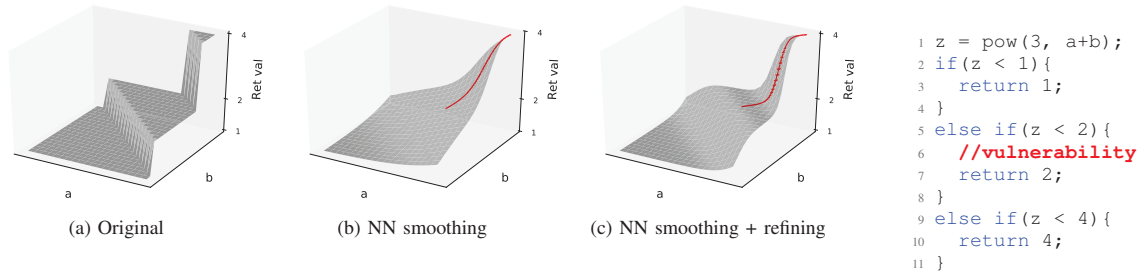 4
2
1
Ret val
a
b
(a) Original
4
2
1
Ret val
a
b
(b) NN smoothing
4
2
1
Ret val
a
b
(c) NN smoothing + refining
1 z = pow(3, a+b);
2 if(z < 1){
3 return 1;
4 }
5 else if(z < 2){
6 //vulnerability
7 return 2;
8 }
9 else if(z < 4){
10 return 4;
11 }